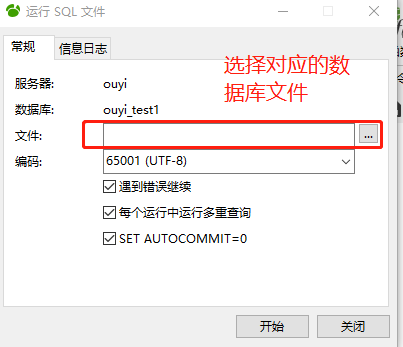 运行 SQL 文件
常规
信息日志
选择对应的数
据库文件
服务器:
ouyi
数据库:
ouyi_test1
文件:
...
编码:
65001 (UTF-8)
遇到错误继续
每个运行中运行多重查询
SET AUTOCOMMIT=0
开始
关闭